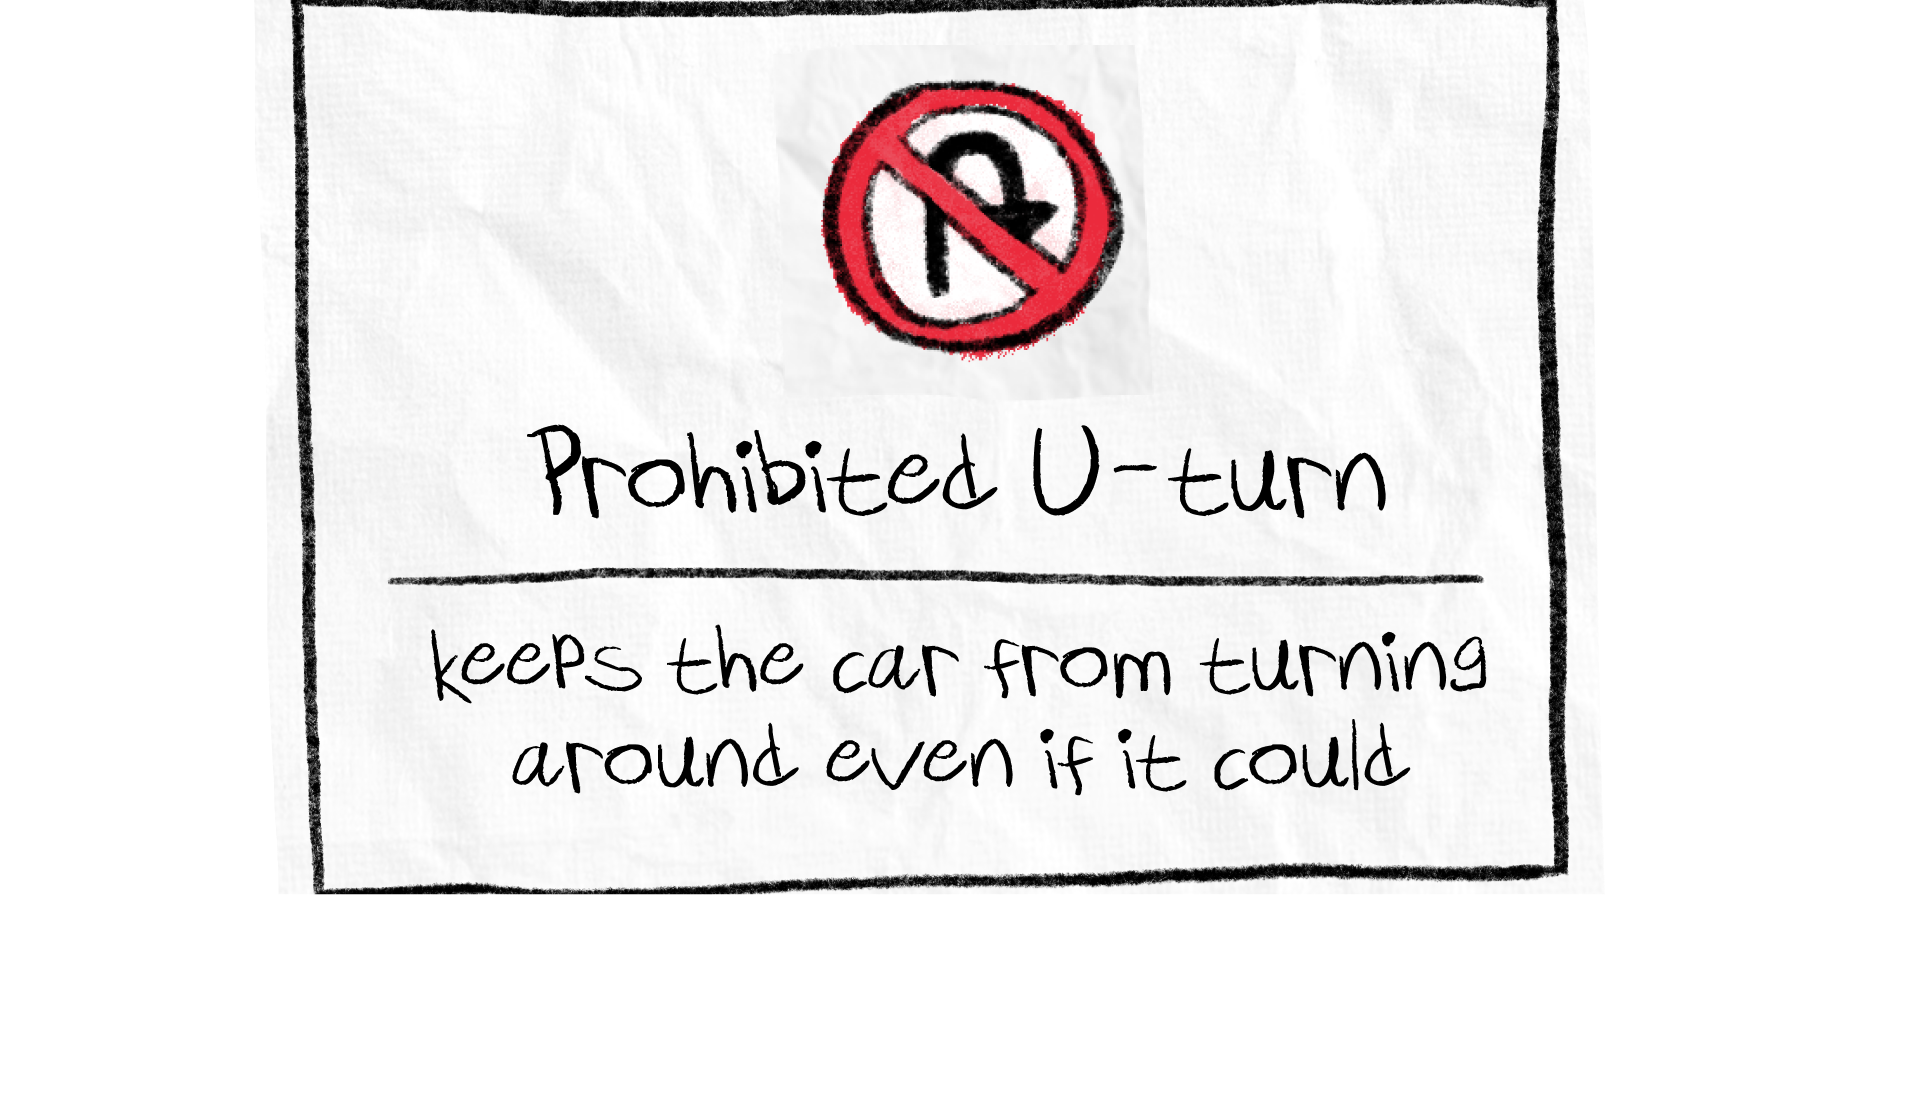 Prohibited U-turn
keeps the car from turning
around even if it could